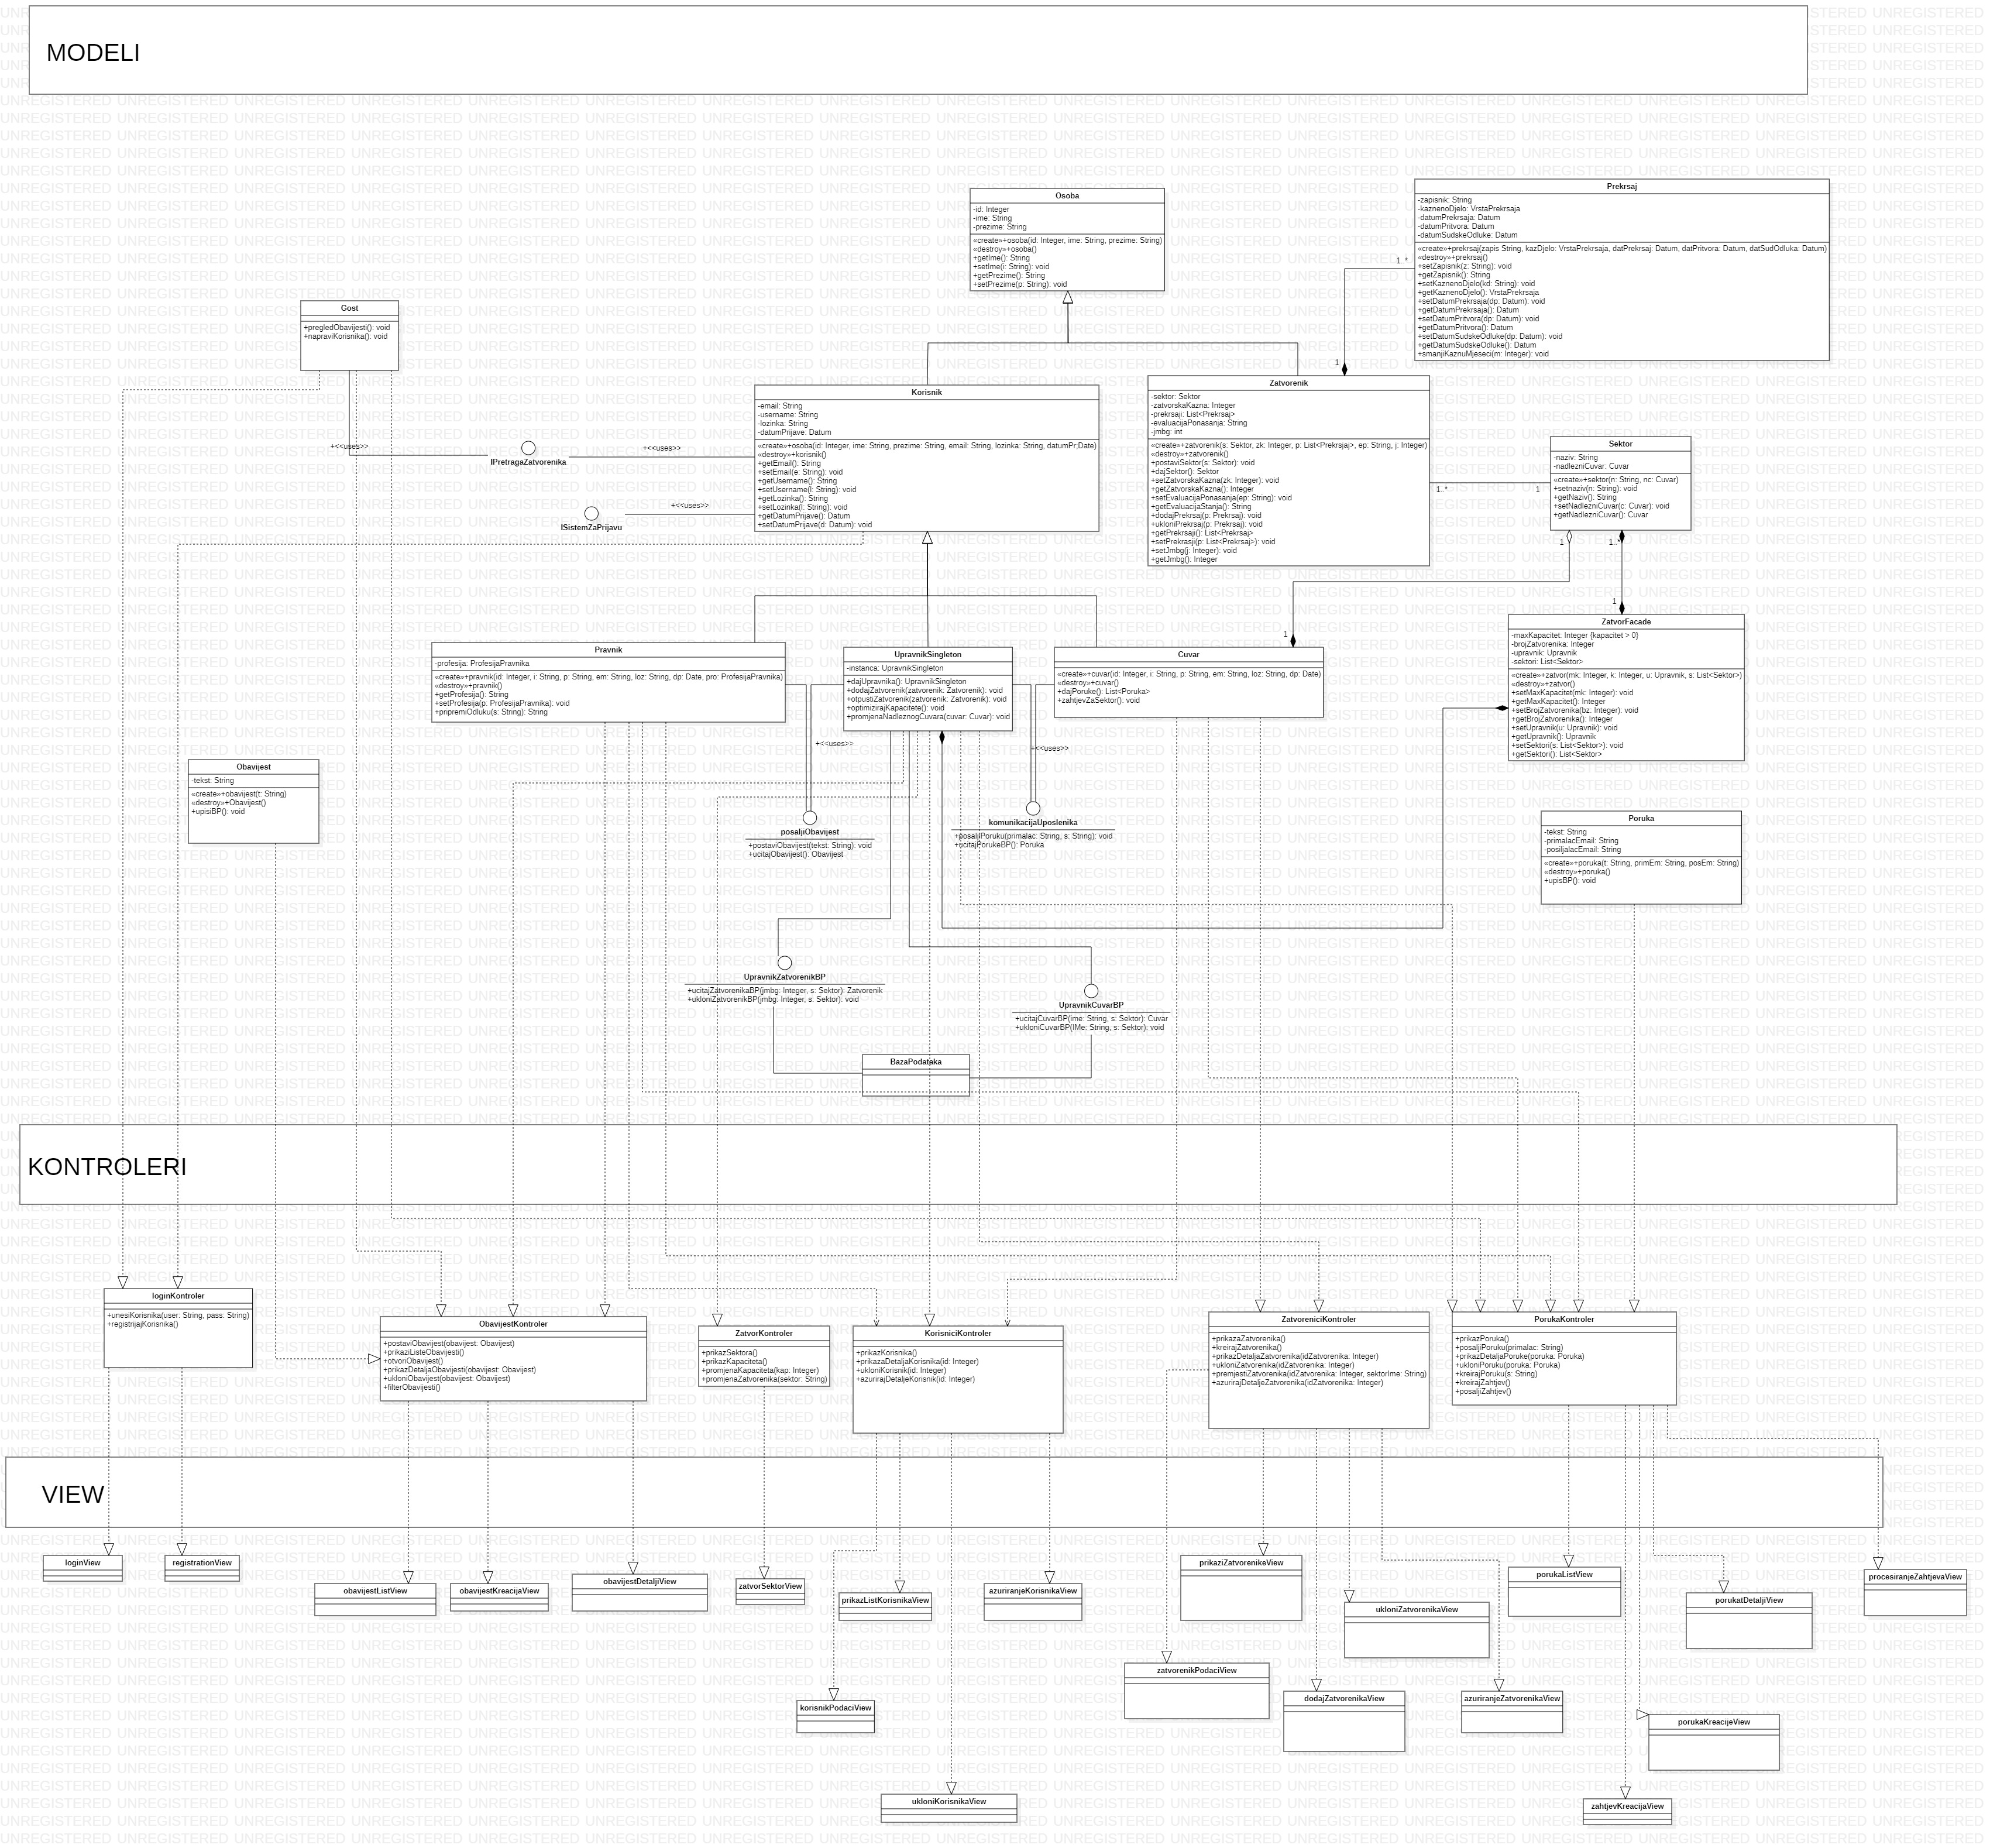 MODELI
Osoba
-id: Integer
-ime: String
-prezime: String
«create»+osoba(id: Integer, ime: String, prezime: String)
«destroy»+osoba()
+getIme(): String
+setIme(i: String): void
+getPrezime(): String
+setPrezime(p: String): void
Prekrsaj
-zapisnik: String
-kaznenoDjelo: VrstaPrekrsaja
-datumPrekrsaja: Datum
-datumPritvora: Datum
-datumSudskeOdluke: Datum
«create»+prekrsaj(zapis String, kazDjelo: VrstaPrekrsaja, datPrekrsaj: Datum, datPritvora: Datum, datSudOdluka: Datum)
«destroy»+prekrsaj()
+setZapisnik(z: String): void
+getZapisnik(): String
+setKaznenoDjelo(kd: String): void
+getKaznenoDjelo(): VrstaPrekrsaja
+setDatumPrekrsaja(dp: Datum): void
+getDatumPrekrsaja(): Datum
+setDatumPritvora(dp: Datum): void
+getDatumPritvora(): Datum
+setDatumSudskeOdluke(dp: Datum): void
+getDatumSudskeOdluke(): Datum
+smanjiKaznuMjeseci(m: Integer): void
1..*
1
Gost
+pregledObavijesti(): void
+napraviKorisnika(): void
Korisnik
-email: String
-username: String
-lozinka: String
-datumPrijave: Datum
«create»+osoba(id: Integer, ime: String, prezime: String, email: String, lozinka: String, datumPr;Date)
«destroy»+korisnik()
+getEmail(): String
+setEmail(e: String): void
+getUsername(): String
+setUsername(l: String): void
+getLozinka(): String
+setLozinka(l: String): void
+getDatumPrijave(): Datum
+setDatumPrijave(d: Datum): void
Zatvorenik
-sektor: Sektor
-zatvorskaKazna: Integer
-prekrsaji: List<Prekrsaj>
-evaluacijaPonasanja: String
-jmbg: int
«create»+zatvorenik(s: Sektor, zk: Integer, p: List<Prekrsjaj>, ep: String, j: Integer)
«destroy»+zatvorenik()
+postaviSektor(s: Sektor): void
+dajSektor(): Sektor
+setZatvorskaKazna(zk: Integer): void
+getZatvorskaKazna(): Integer
+setEvaluacijaPonasanja(ep: String): void
+getEvaluacijaStanja(): String
+dodajPrekrsaj(p: Prekrsaj): void
+ukloniPrekrsaj(p: Prekrsaj): void
+getPrekrsaji(): List<Prekrsaj>
+setPrekrasji(p: List<Prekrsaj>): void
+setJmbg(j: Integer): void
+getJmbg(): Integer
Sektor
-naziv: String
-nadlezniCuvar: Cuvar
«create»+sektor(n: String, nc: Cuvar)
+setnaziv(n: String): void
+getNaziv(): String
+setNadlezniCuvar(c: Cuvar): void
+getNadlezniCuvar(): Cuvar
+<<uses>>
IPretragaZatvorenika
+<<uses>>
ISistemZaPrijavu
+<<uses>>
1..*
1
1
1..*
1
1
Pravnik
-profesija: ProfesijaPravnika
«create»+pravnik(id: Integer, i: String, p: String, em: String, loz: String, dp: Date, pro: ProfesijaPravnika)
«destroy»+pravnik()
+getProfesija(): String
+setProfesija(p: ProfesijaPravnika): void
+pripremiOdluku(s: String): String
UpravnikSingleton
-instanca: UpravnikSingleton
+dajUpravnika(): UpravnikSingleton
+dodajZatvorenik(zatvorenik: Zatvorenik): void
+otpustiZatvorenik(zatvorenik: Zatvorenik): void
+optimizirajKapacitete(): void
+promjenaNadleznogCuvara(cuvar: Cuvar): void
Cuvar
«create»+cuvar(id: Integer, i: String, p: String, em: String, loz: String, dp: Date)
«destroy»+cuvar()
+dajPoruke(): List<Poruka>
+zahtjevZaSektor(): void
ZatvorFacade
-maxKapacitet: Integer {kapacitet > 0}
-brojZatvorenika: Integer
-upravnik: Upravnik
-sektori: List<Sektor>
«create»+zatvor(mk: Integer, k: Integer, u: Upravnik, s: List<Sektor>)
«destroy»+zatvor()
+setMaxKapacitet(mk: Integer): void
+getMaxKapacitet(): Integer
+setBrojZatvorenika(bz: Integer): void
+getBrojZatvorenika(): Integer
+setUpravnik(u: Upravnik): void
+getUpravnik(): Upravnik
+setSektori(s: List<Sektor>): void
+getSektori(): List<Sektor>
+<<uses>>
+<<uses>>
Obavijest
-tekst: String
«create»+obavijest(t: String)
«destroy»+Obavijest()
+upisiBP(): void
posaljiObavijest
+postaviObavijest(tekst: String): void
+ucitajObavijest(): Obavijest
komunikacijaUposlenika
+posaljiPoruku(primalac: String, s: String): void
+ucitajPorukeBP(): Poruka
Poruka
-tekst: String
-primalacEmail: String
-posiljalacEmail: String
«create»+poruka(t: String, primEm: String, posEm: String)
«destroy»+poruka()
+upisBP(): void
UpravnikZatvorenikBP
+ucitajZatvorenikaBP(jmbg: Integer, s: Sektor): Zatvorenik
+ukloniZatvorenikBP(jmbg: Integer, s: Sektor): void
UpravnikCuvarBP
+ucitajCuvarBP(ime: String, s: Sektor): Cuvar
+ukloniCuvarBP(IMe: String, s: Sektor): void
BazaPodataka
KONTROLERI
loginKontroler
+unesiKorisnika(user: String, pass: String)
+registrijajKorisnika()
ObavijestKontroler
+postaviObavijest(obavijest: Obavijest)
+prikaziListeObavijesti()
+otvoriObavijest()
+prikazDetaljaObavijesti(obavijest: Obavijest)
+ukloniObavijest(obavijest: Obavijest)
+filterObavijesti()
ZatvorKontroler
+prikazSektora()
+prikazKapaciteta()
+promjenaKapaciteta(kap: Integer)
+promjenaZatvorenika(sektor: String)
KorisniciKontroler
+prikazKorisnika()
+prikazaDetaljaKorisnika(id: Integer)
+ukloniKorisnik(id: Integer)
+azurirajDetaljeKorisnik(id: Integer)
ZatvoreniciKontroler
+prikazaZatvorenika()
+kreirajZatvorenika()
+prikazDetaljaZatvorenika(idZatvorenika: Integer)
+ukloniZatvorenika(idZatvorenika: Integer)
+premjestiZatvorenika(idZatvorenika: Integer, sektorIme: String)
+azurirajDetaljeZatvorenika(idZatvorenika: Integer)
PorukaKontroler
+prikazPoruka()
+posaljiPoruku(primalac: String)
+prikazDetaljaPoruke(poruka: Poruka)
+ukloniPoruku(poruka: Poruka)
+kreirajPoruku(s: String)
+kreirajZahtjev()
+posaljiZahtjev()
VIEW
loginView
registrationView
obavijestListView
obavijestKreacijaView
obavijestDetaljiView
zatvorSektorView
prikazListKorisnikaView
azuriranjeKorisnikaView
prikaziZatvorenikeView
ukloniZatvorenikaView
porukaListView
porukatDetaljiView
procesiranjeZahtjevaView
zatvorenikPodaciView
korisnikPodaciView
dodajZatvorenikaView
azuriranjeZatvorenikaView
porukaKreacijeView
ukloniKorisnikaView
zahtjevKreacijaView